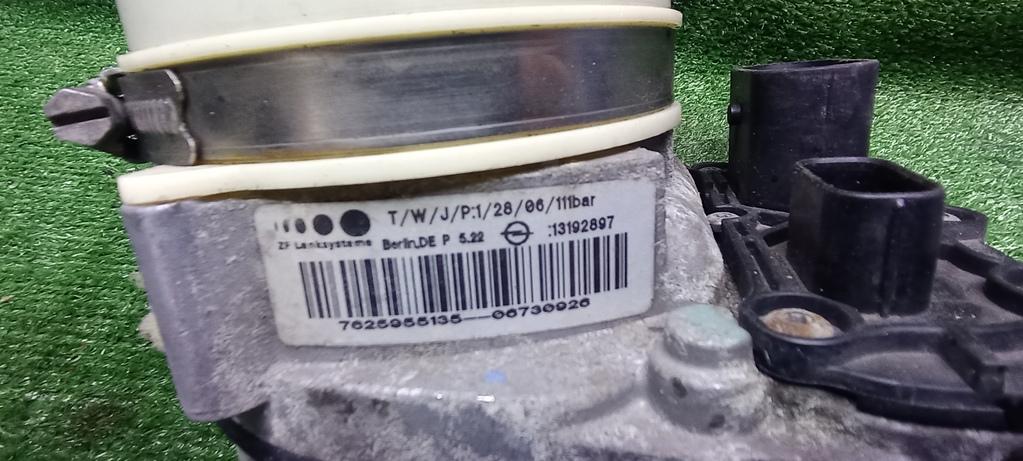 T/W/J/P:1/28/06/111bar
ZF Lenksysteme Berlin,DE P 5.22 :13192897
7625955135--06730926